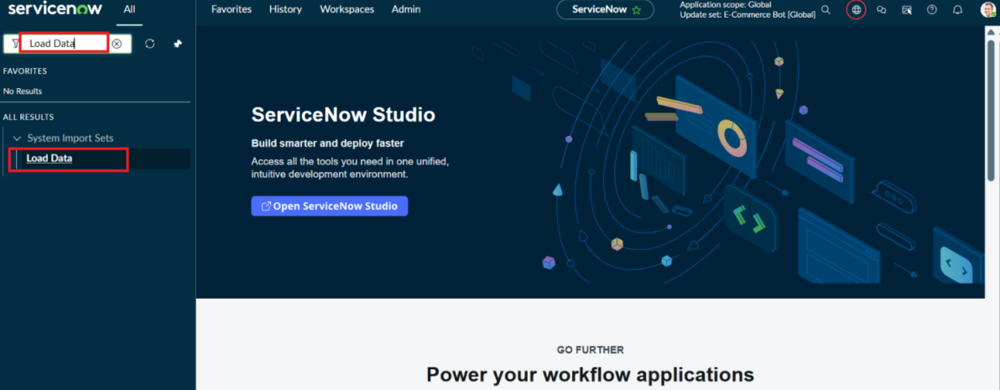 servicenow All Favorites History Workspaces Admin ServiceNow Application scope: Global
Update set: E-Commerce Bot [Global]
Load Data
FAVORITES
No Results
ALL RESULTS
System Import Sets
Load Data
ServiceNow Studio
Build smarter and deploy faster
Access all the tools you need in one unified,
intuitive development environment.
Open ServiceNow Studio
GO FURTHER
Power your workflow applications